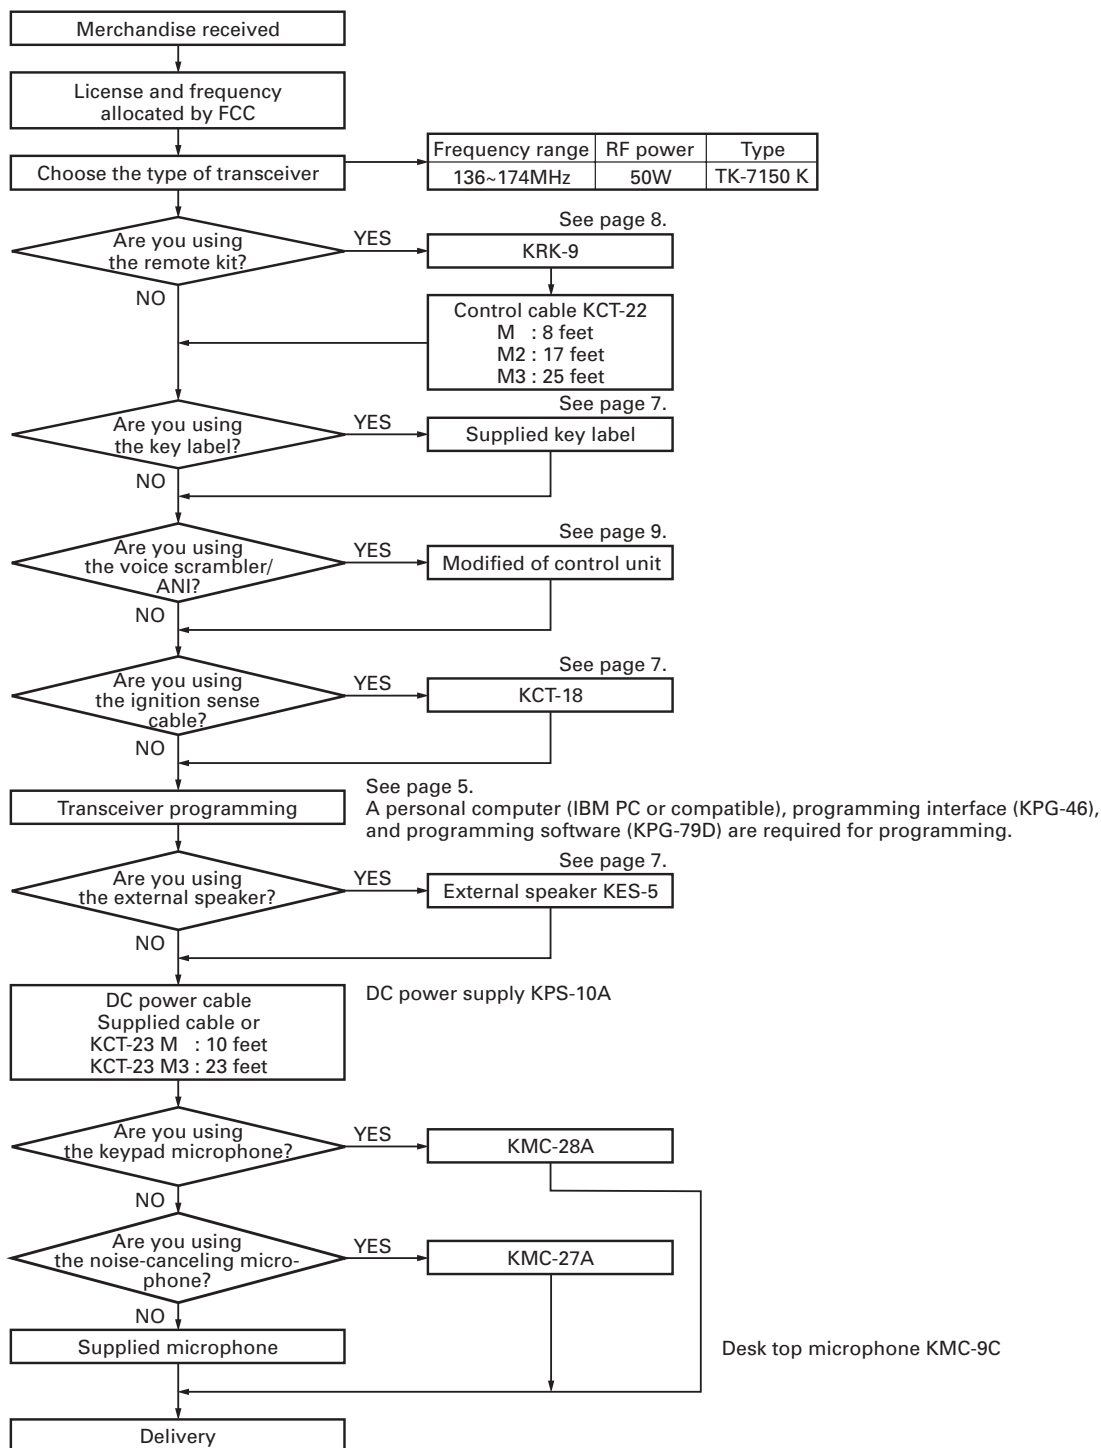 Merchandise received
License and frequency
allocated by FCC
Choose the type of transceiver
Frequency range RF power Type
136~174MHz 50W TK-7150 K
Are you using
the remote kit?
YES
NO
See page 8.
KRK-9
Control cable KCT-22
M : 8 feet
M2 : 17 feet
M3 : 25 feet
Are you using
the key label?
YES
NO
See page 7.
Supplied key label
Are you using
the voice scrambler/
ANI?
YES
NO
See page 9.
Modified of control unit
Are you using
the ignition sense
cable?
YES
NO
See page 7.
KCT-18
Transceiver programming
See page 5.
A personal computer (IBM PC or compatible), programming interface (KPG-46),
and programming software (KPG-79D) are required for programming.
Are you using
the external speaker?
YES
NO
See page 7.
External speaker KES-5
DC power cable
Supplied cable or
KCT-23 M : 10 feet
KCT-23 M3 : 23 feet
DC power supply KPS-10A
Are you using
the keypad microphone?
YES
NO
KMC-28A
Are you using
the noise-canceling micro-
phone?
YES
NO
KMC-27A
Supplied microphone
Desk top microphone KMC-9C
Delivery